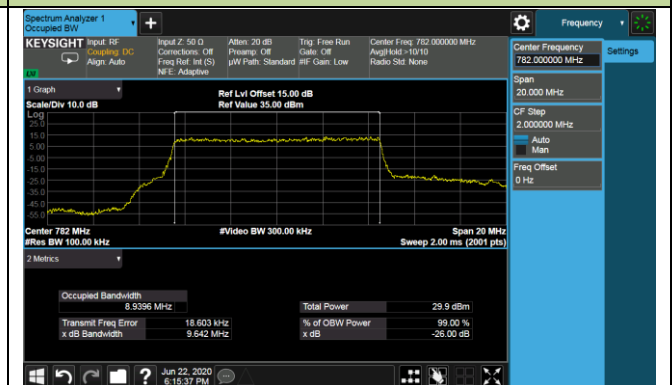 Spectrum Analyzer 1
Occupied BW
Frequency
KEYSIGHT
Input: RF
Coupling: DC
Align: Auto
Input Z: 50 Ω
Corrections: Off
Freq Ref: Int (S)
NFE: Adaptive
Atten: 20 dB
Preamp: Off
µW Path: Standard
Trig: Free Run
Gate: Off
#IF Gain: Low
Center Freq: 782.000000 MHz
Avg|Hold:>10/10
Radio Std: None
Center Frequency
782.000000 MHz
Settings
Span
20.000 MHz
CF Step
2.000000 MHz
Auto
Man
Freq Offset
0 Hz
1 Graph
Scale/Div 10.0 dB
Ref Lvl Offset 15.00 dB
Ref Value 35.00 dBm
Log
25.0
15.0
5.00
-5.00
-15.0
-25.0
-35.0
-45.0
-55.0
Center 782 MHz
#Video BW 300.00 kHz
Span 20 MHz
#Res BW 100.00 kHz
Sweep 2.00 ms (2001 pts)
2 Metrics
Occupied Bandwidth
8.9396 MHz
Total Power
29.9 dBm
Transmit Freq Error
18.603 kHz
% of OBW Power
99.00 %
x dB Bandwidth
9.642 MHz
x dB
-26.00 dB
?
Jun 22, 2020
6:15:37 PM